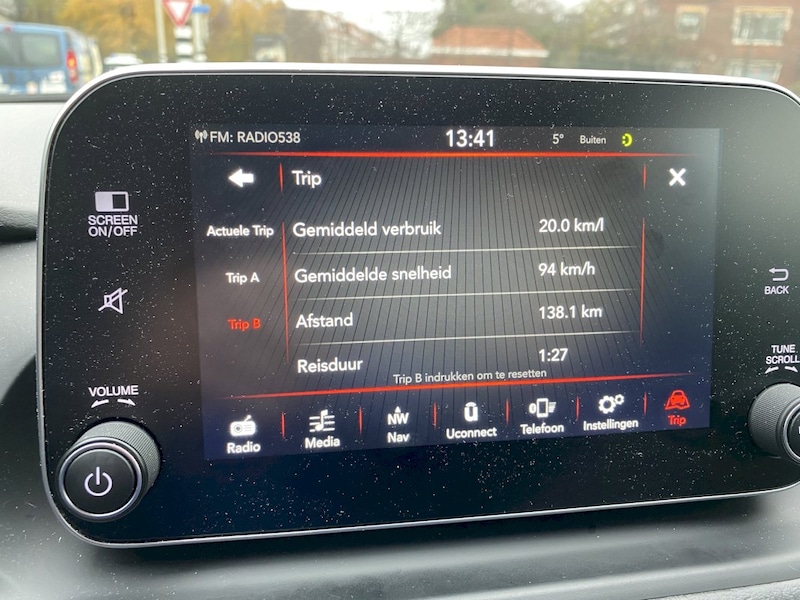 FM: RADIO538 13:41 5° Buiten
Trip
SCREEN
ON/OFF
Actuele Trip Gemiddeld verbruik 20.0 km/l
Trip A Gemiddelde snelheid 94 km/h
BACK
Trip B Afstand 138.1 km
Reisduur 1:27
TUNE
SCROLL
Trip B indrukken om te resetten
VOLUME
Radio Media NW Nav Uconnect Telefoon Instellingen Trip